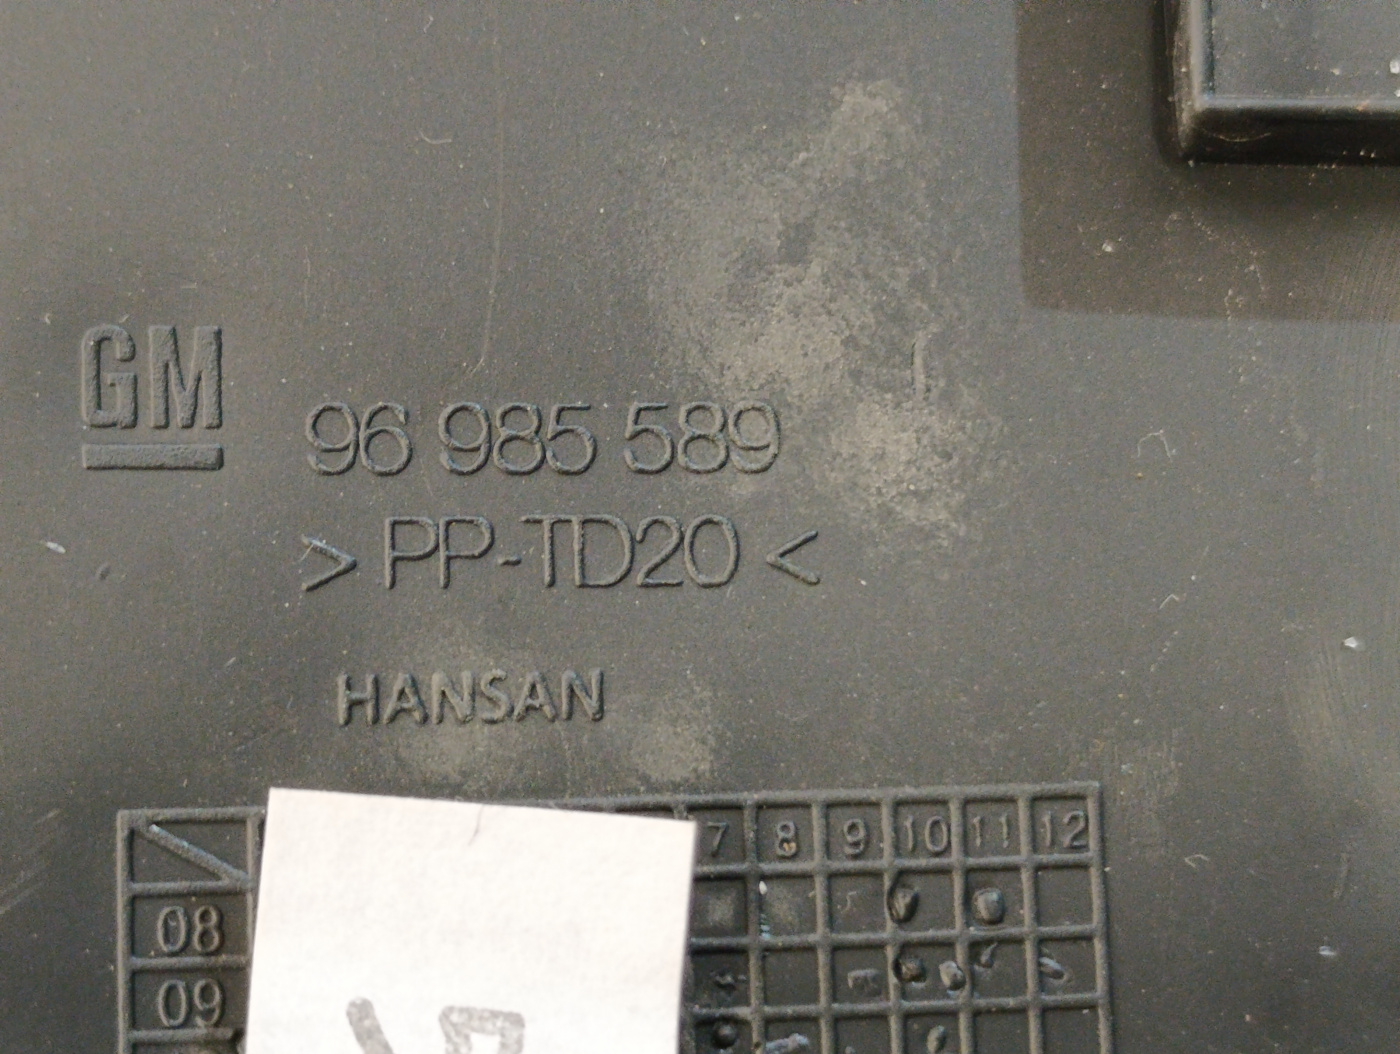 GM
96 985 589
> PP-TD20 <
HANSAN
7 8 9 10 11 12
08
09